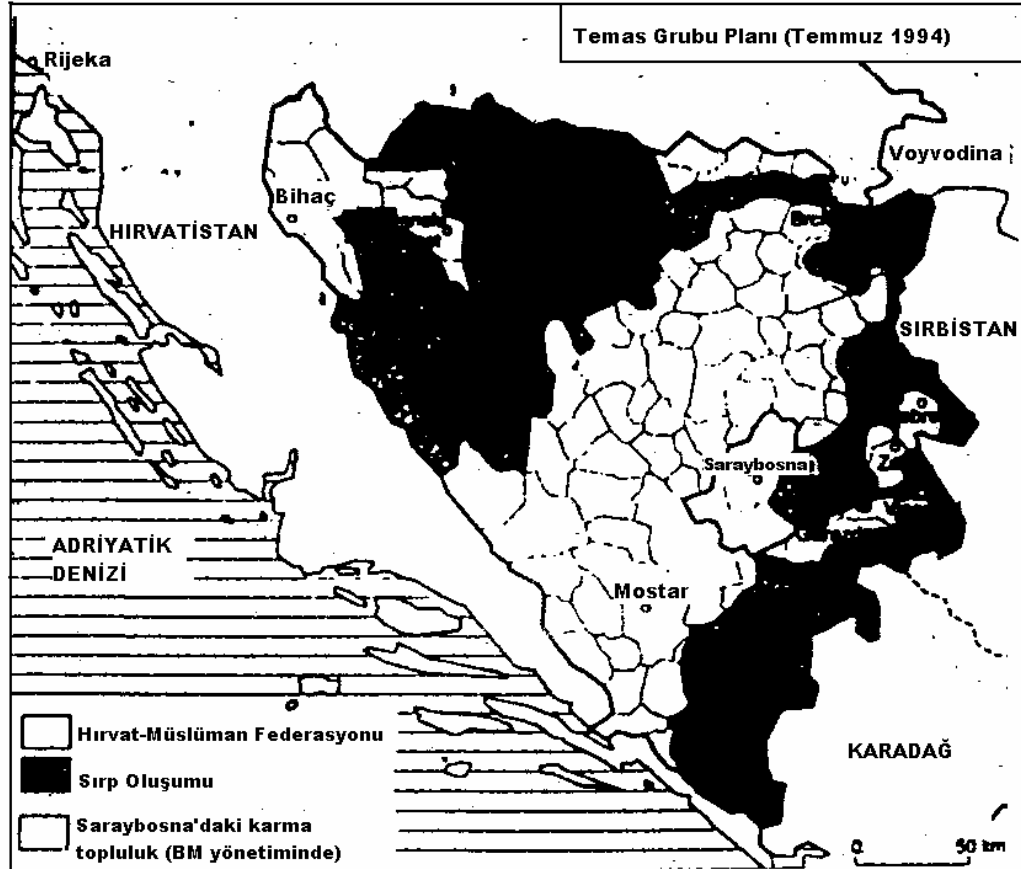 Temas Grubu Planı (Temmuz 1994)
Rijeka
Voyvodina
Bihaç
HIRVATİSTAN
SIRBİSTAN
Saraybosna
ADRİYATİK
DENİZİ
Mostar
KARADAĞ
Hırvat-Müslüman Federasyonu
Sırp Oluşumu
Saraybosna'daki karma
topluluk (BM yönetiminde)
0 50 km